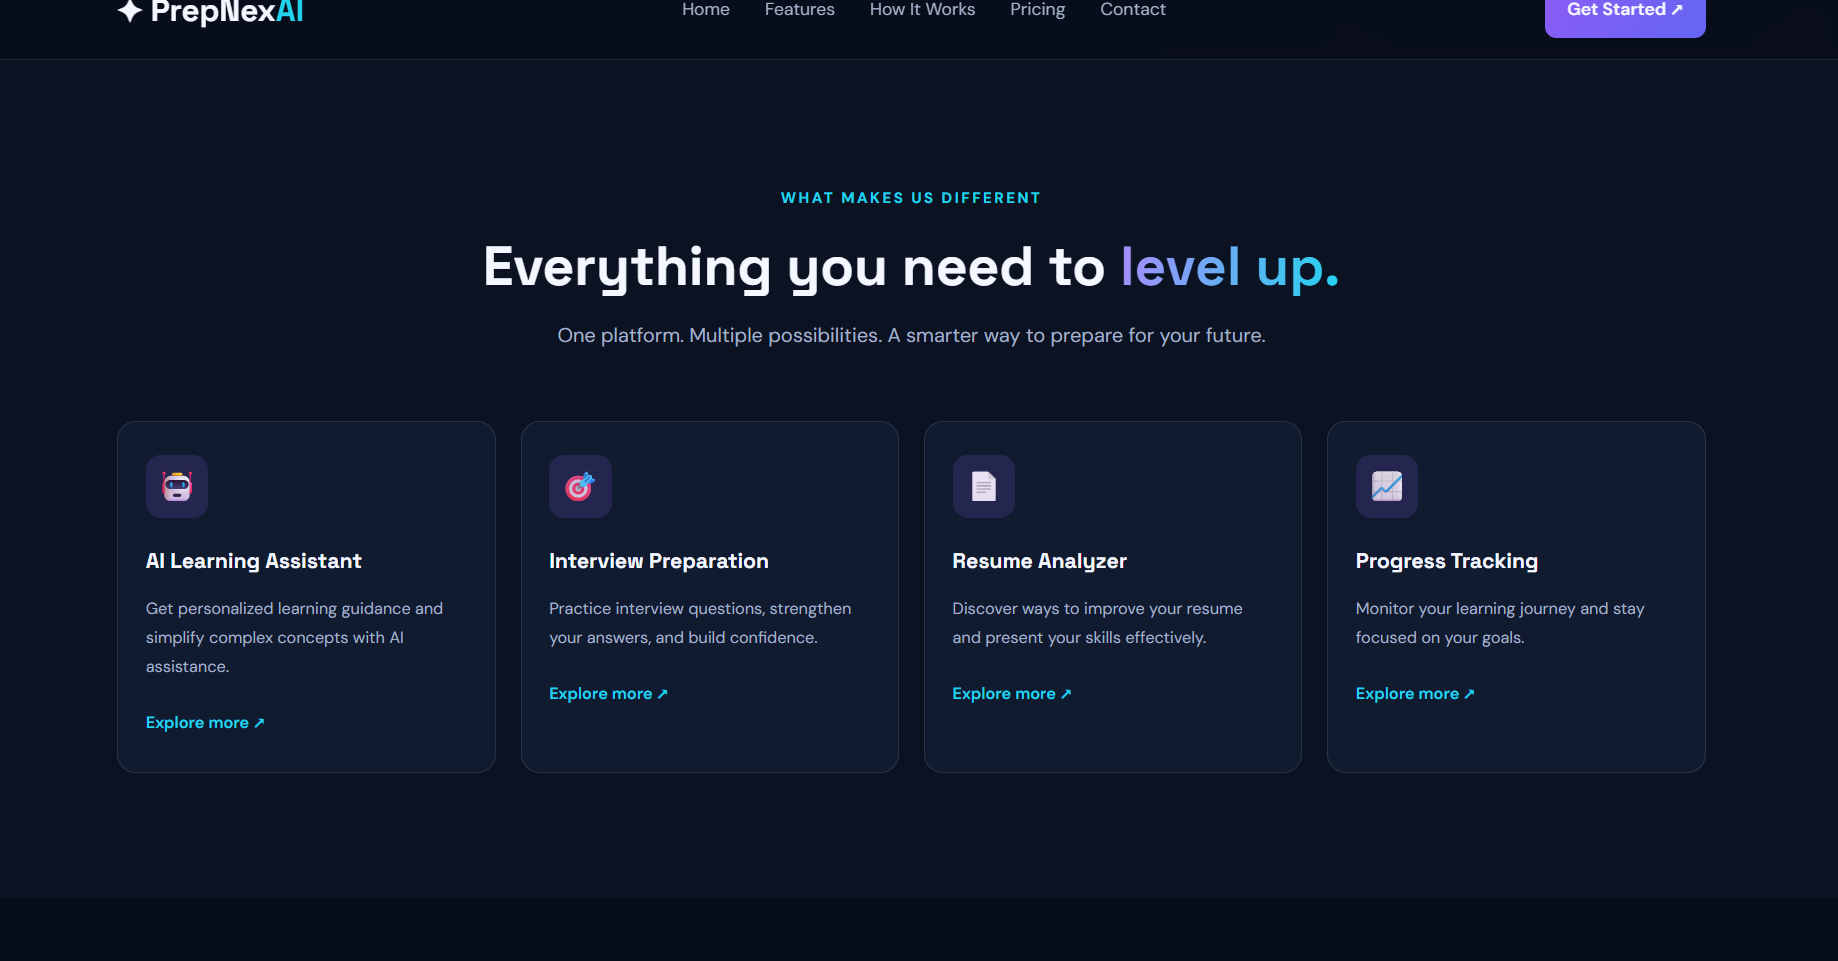 PrepNexAI
Home Features How It Works Pricing Contact
Get Started ↗
WHAT MAKES US DIFFERENT
Everything you need to level up.
One platform. Multiple possibilities. A smarter way to prepare for your future.
AI Learning Assistant
Get personalized learning guidance and
simplify complex concepts with AI
assistance.
Explore more ↗
Interview Preparation
Practice interview questions, strengthen
your answers, and build confidence.
Explore more ↗
Resume Analyzer
Discover ways to improve your resume
and present your skills effectively.
Explore more ↗
Progress Tracking
Monitor your learning journey and stay
focused on your goals.
Explore more ↗